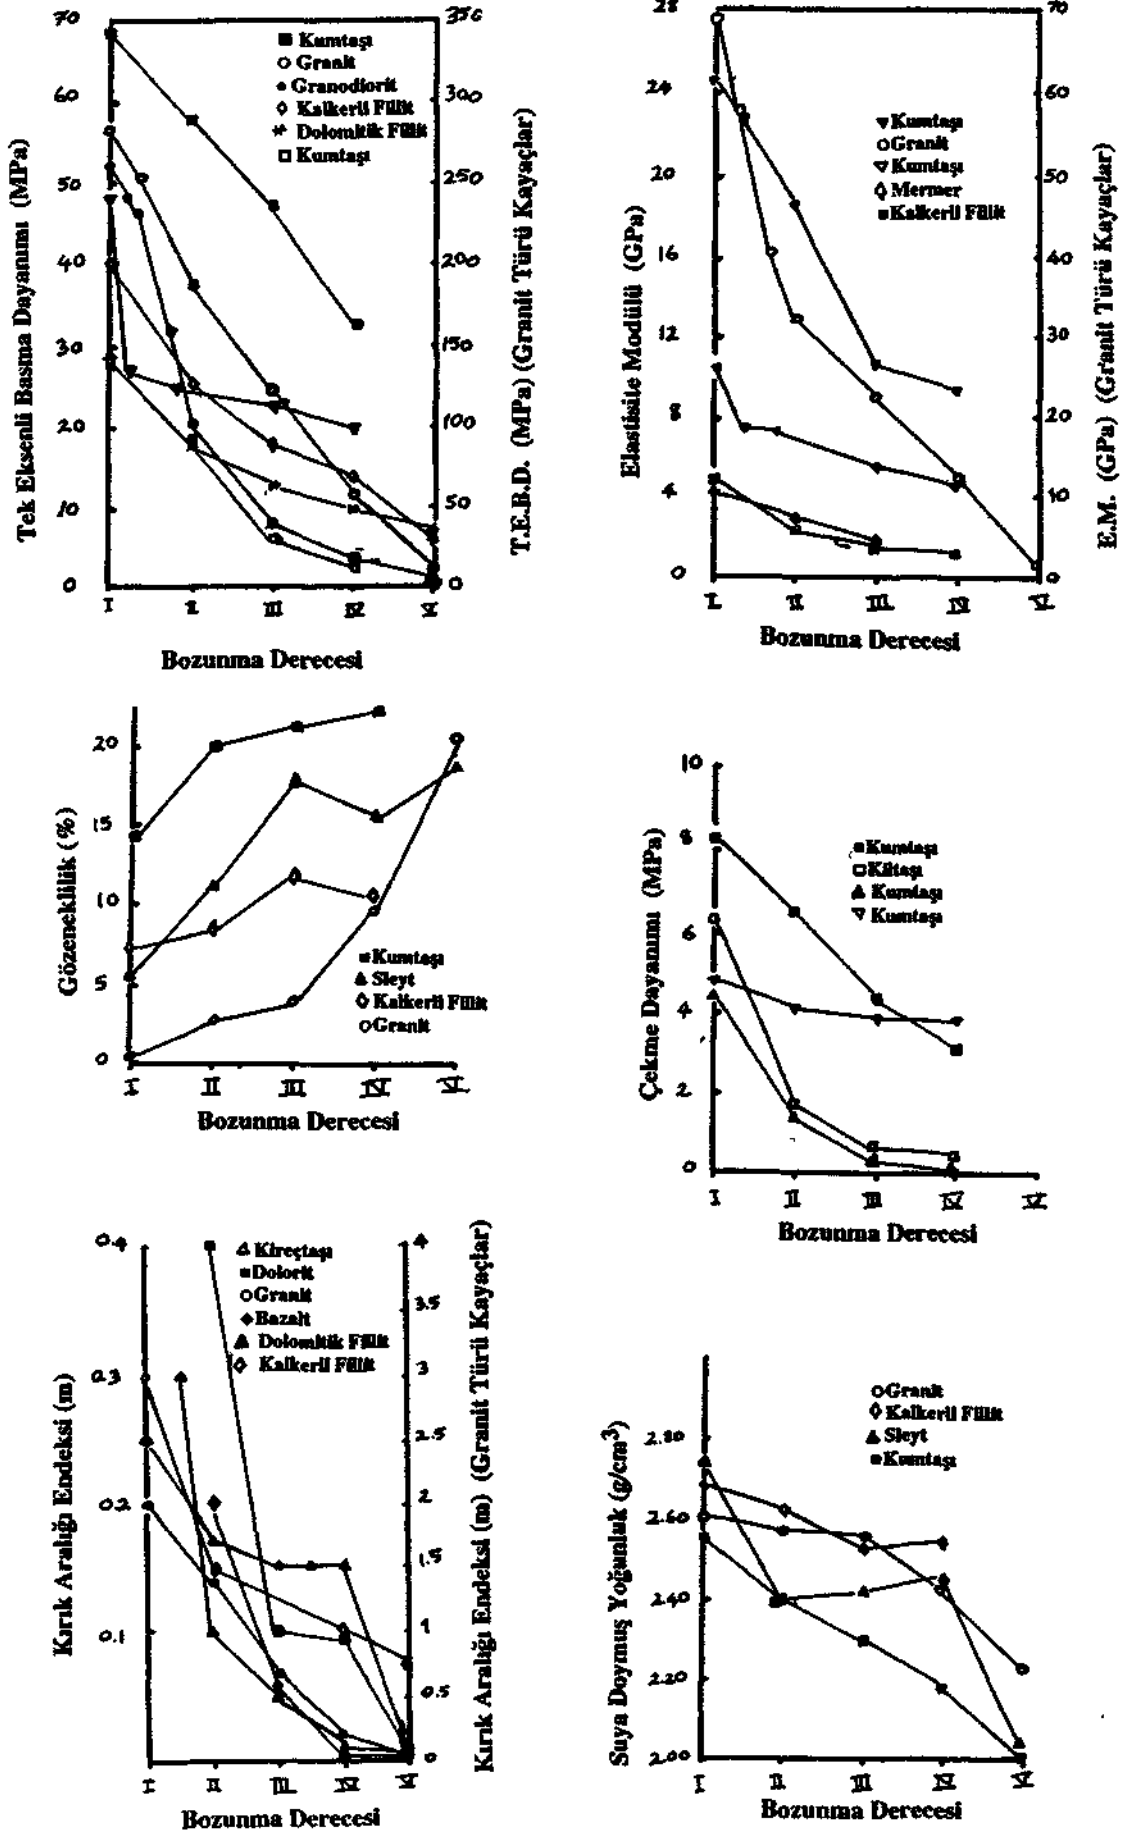 Tek Eksenli Basma Dayanımı (MPa)
70
60
50
40
30
20
10
0
■ Kumtaşı
○ Granit
● Granodiorit
◊ Kalkerli Fillit
Dolomitik Fillit
□ Kumtaşı
350
300
250
200
150
100
50
0
T.E.B.D. (MPa) (Granit Türü Kayaçlar)
I II III IV V
Bozunma Derecesi
Elastisite Modülü (GPa)
28
24
20
16
12
8
4
0
▼Kumtaşı
○Granit
▽Kumtaşı
◊Mermer
■Kalkerli Fillit
70
60
50
40
30
20
10
0
E.M. (GPa) (Granit Türü Kayaçlar)
I II III IV V
Bozunma Derecesi
Gözeneklilik (%)
20
15
10
5
0
■Kumtaşı
▲Sleyt
◊Kalkerli Fillit
○Granit
I II III IV V
Bozunma Derecesi
Çekme Dayanımı (MPa)
10
8
6
4
2
0
■Kumtaşı
□Kiltaşı
▲Kumtaşı
▽Kumtaşı
I II III IV V
Bozunma Derecesi
Kırık Aralığı Endeksi (m)
0.4
0.3
0.2
0.1
△Kireçtaşı
■Dolorit
○Granit
◆Bazalt
▲ Dolomitik Fillit
◊ Kalkerli Fillit
4
3.5
3
2.5
2
1.5
1
0.5
0
Kırık Aralığı Endeksi (m) (Granit Türü Kayaçlar)
I II III IV V
Bozunma Derecesi
Suya Doymuş Yoğunluk (g/cm³)
2.80
2.60
2.40
2.20
2.00
○Granit
◊Kalkerli Fillit
▲Sleyt
■Kumtaşı
I II III IV V
Bozunma Derecesi